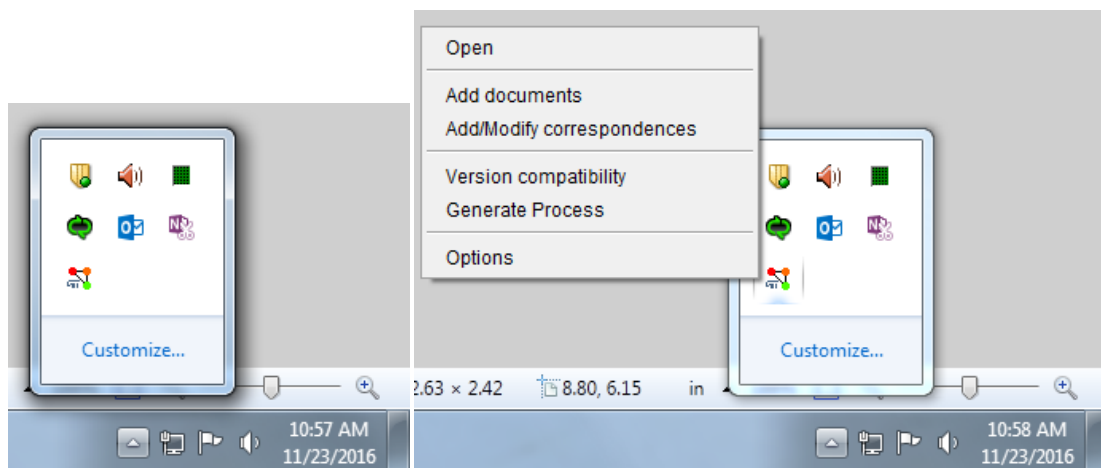 Customize...
10:57 AM
11/23/2016
Open
Add documents
Add/Modify correspondences
Version compatibility
Generate Process
Options
Customize...
2.63 × 2.42 8.80, 6.15 in
10:58 AM
11/23/2016